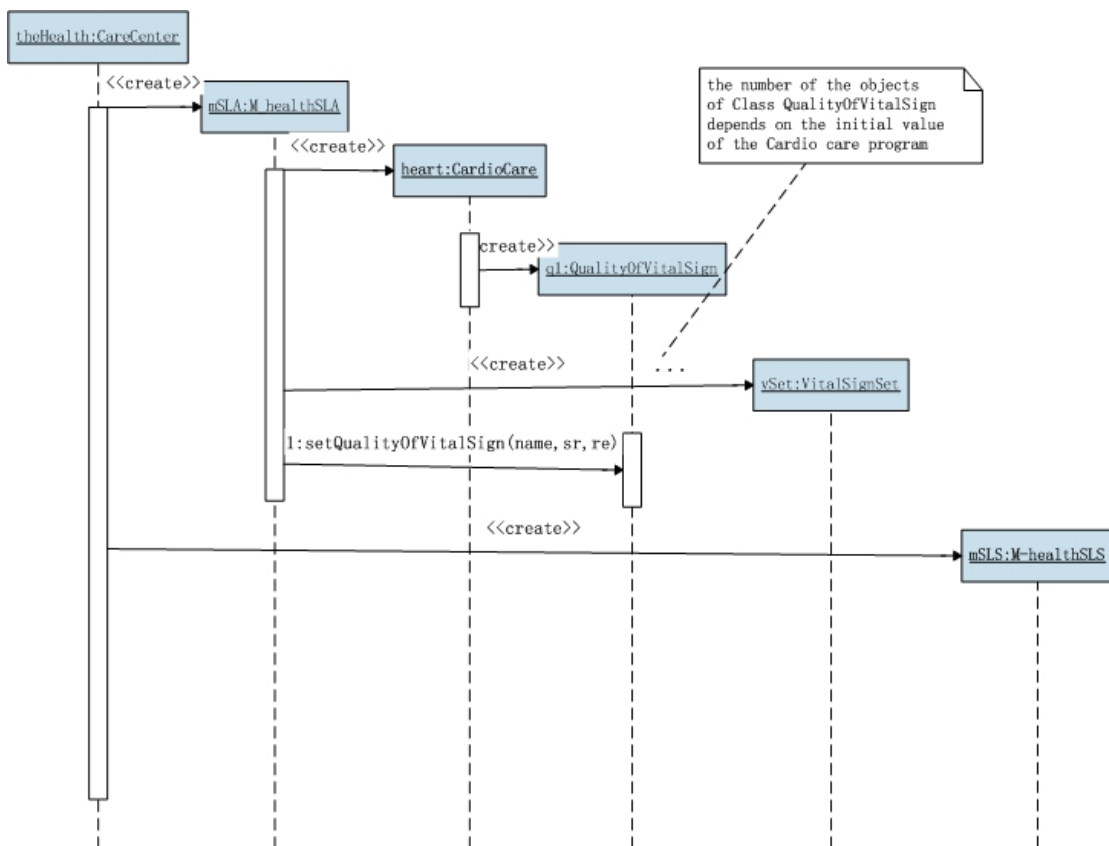 theHealth:CareCenter
<<create>>
mSLA:M_healthSLA
the number of the objects
of Class QualityOfVitalSign
depends on the initial value
of the Cardio care program
<<create>>
heart:CardioCare
create>>
q1:QualityOfVitalSign
<<create>>
...
vSet:VitalSignSet
1:setQualityOfVitalSign(name,sr,re)
<<create>>
mSLS:M-healthSLS